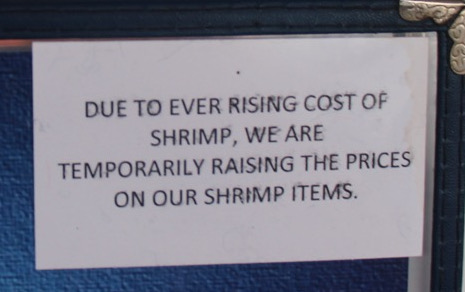 DUE TO EVER RISING COST OF
SHRIMP, WE ARE
TEMPORARILY RAISING THE PRICES
ON OUR SHRIMP ITEMS.